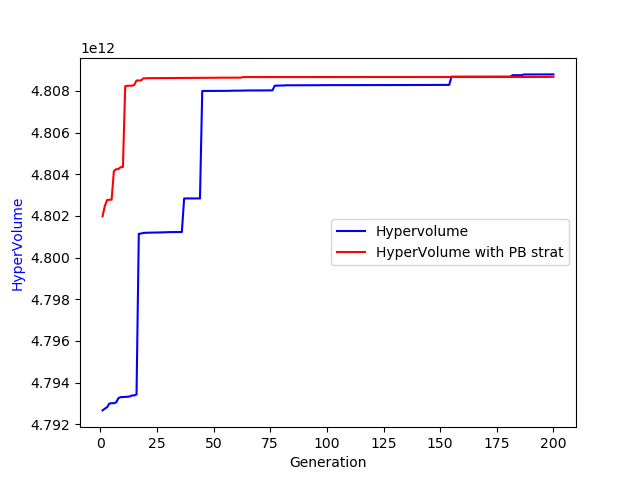 1e12
4.808
4.806
4.804
4.802
4.800
4.798
4.796
4.794
4.792
HyperVolume
Hypervolume
HyperVolume with PB strat
0 25 50 75 100 125 150 175 200
Generation